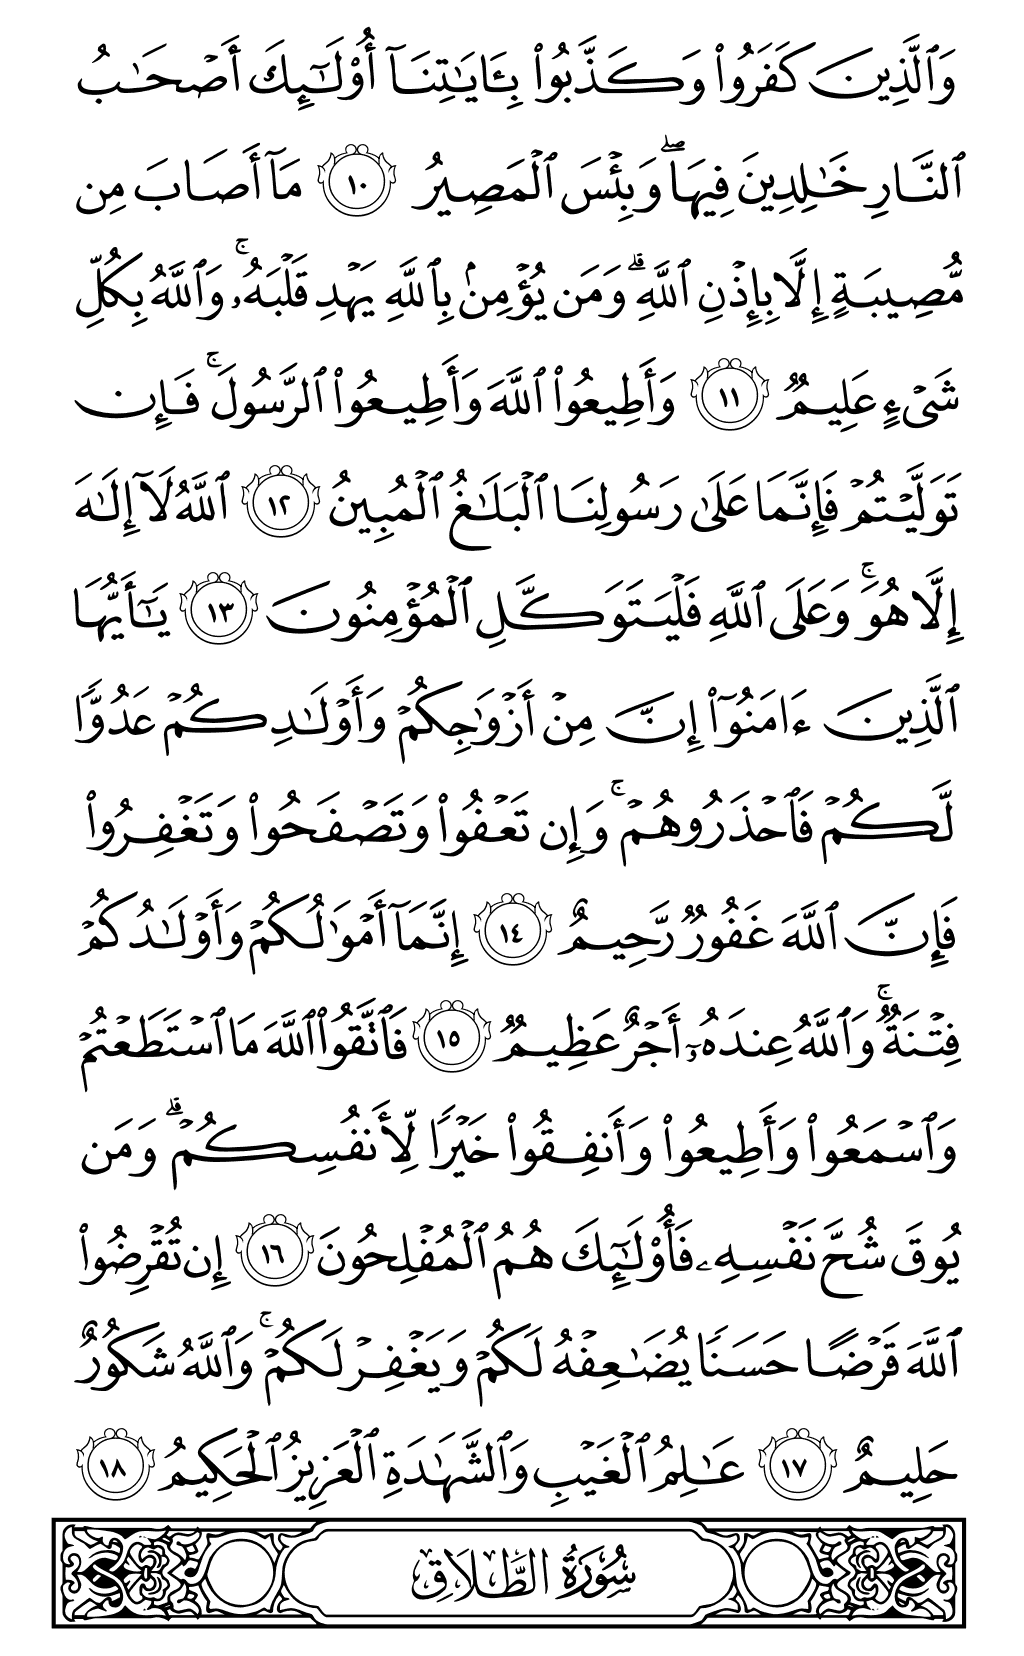 وَٱلَّذِينَ كَفَرُوا۟ وَكَذَّبُوا۟ بِـَٔايَـٰتِنَآ أُو۟لَـٰٓئِكَ أَصْحَـٰبُ
ٱلنَّارِ خَـٰلِدِينَ فِيهَا ۖ وَبِئْسَ ٱلْمَصِيرُ ١٠ مَآ أَصَابَ مِن
مُّصِيبَةٍ إِلَّا بِإِذْنِ ٱللَّهِ ۗ وَمَن يُؤْمِنۢ بِٱللَّهِ يَهْدِ قَلْبَهُۥ ۚ وَٱللَّهُ بِكُلِّ
شَىْءٍ عَلِيمٌ ١١ وَأَطِيعُوا۟ ٱللَّهَ وَأَطِيعُوا۟ ٱلرَّسُولَ ۚ فَإِن
تَوَلَّيْتُمْ فَإِنَّمَا عَلَىٰ رَسُولِنَا ٱلْبَلَـٰغُ ٱلْمُبِينُ ١٢ ٱللَّهُ لَآ إِلَـٰهَ
إِلَّا هُوَ ۚ وَعَلَى ٱللَّهِ فَلْيَتَوَكَّلِ ٱلْمُؤْمِنُونَ ١٣ يَـٰٓأَيُّهَا
ٱلَّذِينَ ءَامَنُوٓا۟ إِنَّ مِنْ أَزْوَٰجِكُمْ وَأَوْلَـٰدِكُمْ عَدُوًّا
لَّكُمْ فَٱحْذَرُوهُمْ ۚ وَإِن تَعْفُوا۟ وَتَصْفَحُوا۟ وَتَغْفِرُوا۟
فَإِنَّ ٱللَّهَ غَفُورٌ رَّحِيمٌ ١٤ إِنَّمَآ أَمْوَٰلُكُمْ وَأَوْلَـٰدُكُمْ
فِتْنَةٌ ۚ وَٱللَّهُ عِندَهُۥٓ أَجْرٌ عَظِيمٌ ١٥ فَٱتَّقُوا۟ ٱللَّهَ مَا ٱسْتَطَعْتُمْ
وَٱسْمَعُوا۟ وَأَطِيعُوا۟ وَأَنفِقُوا۟ خَيْرًا لِّأَنفُسِكُمْ ۗ وَمَن
يُوقَ شُحَّ نَفْسِهِۦ فَأُو۟لَـٰٓئِكَ هُمُ ٱلْمُفْلِحُونَ ١٦ إِن تُقْرِضُوا۟
ٱللَّهَ قَرْضًا حَسَنًا يُضَـٰعِفْهُ لَكُمْ وَيَغْفِرْ لَكُمْ ۚ وَٱللَّهُ شَكُورٌ
حَلِيمٌ ١٧ عَـٰلِمُ ٱلْغَيْبِ وَٱلشَّهَـٰدَةِ ٱلْعَزِيزُ ٱلْحَكِيمُ ١٨
سُورَةُ الطَّلَاقِ